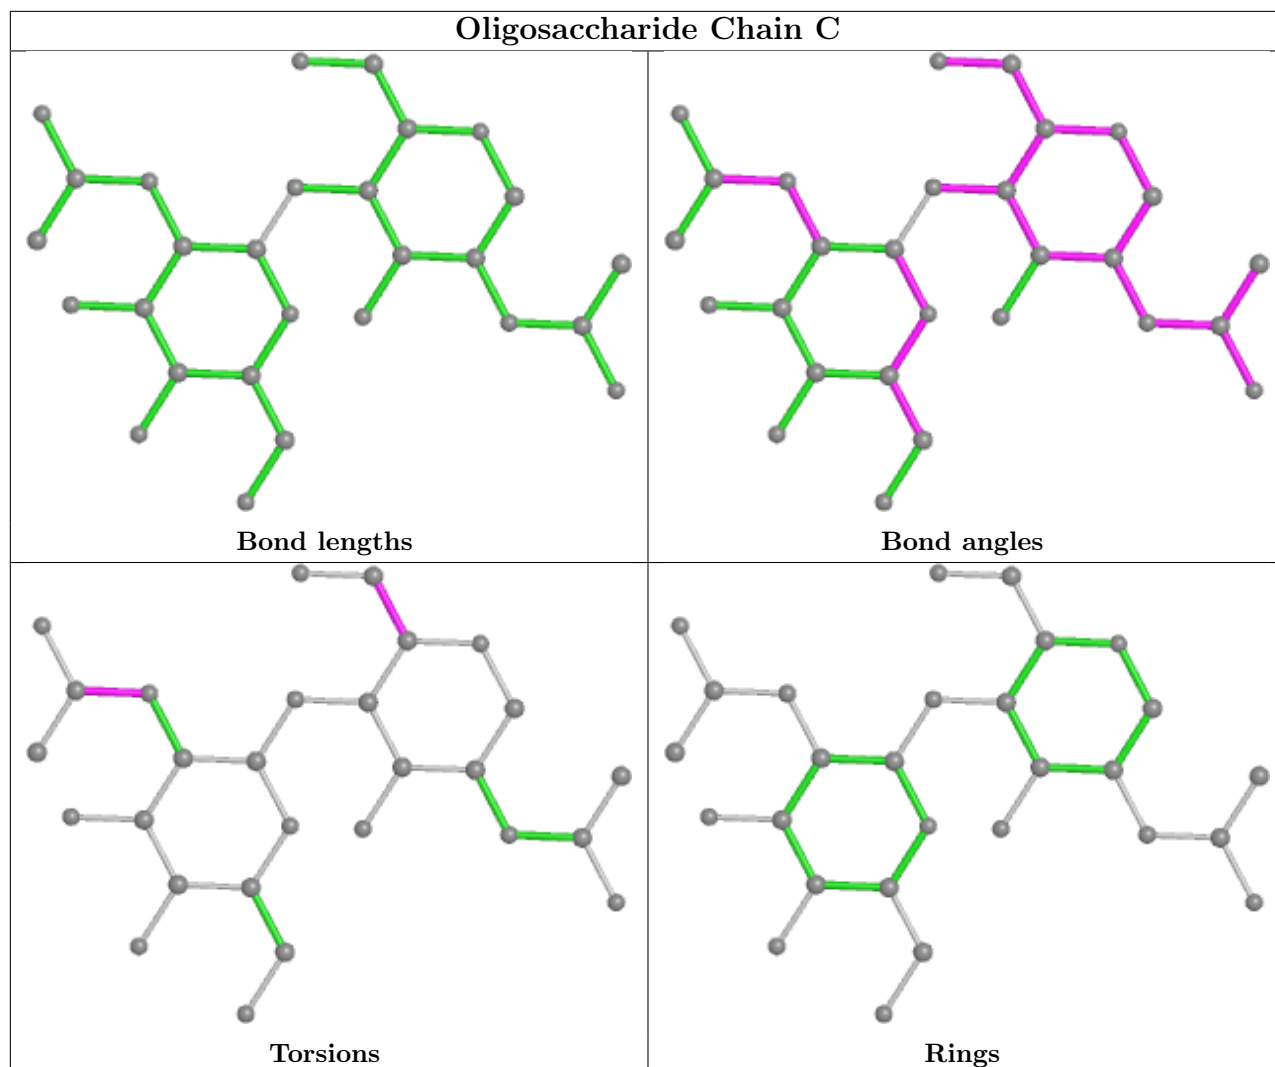 Oligosaccharide Chain C
Bond lengths
Bond angles
Torsions
Rings